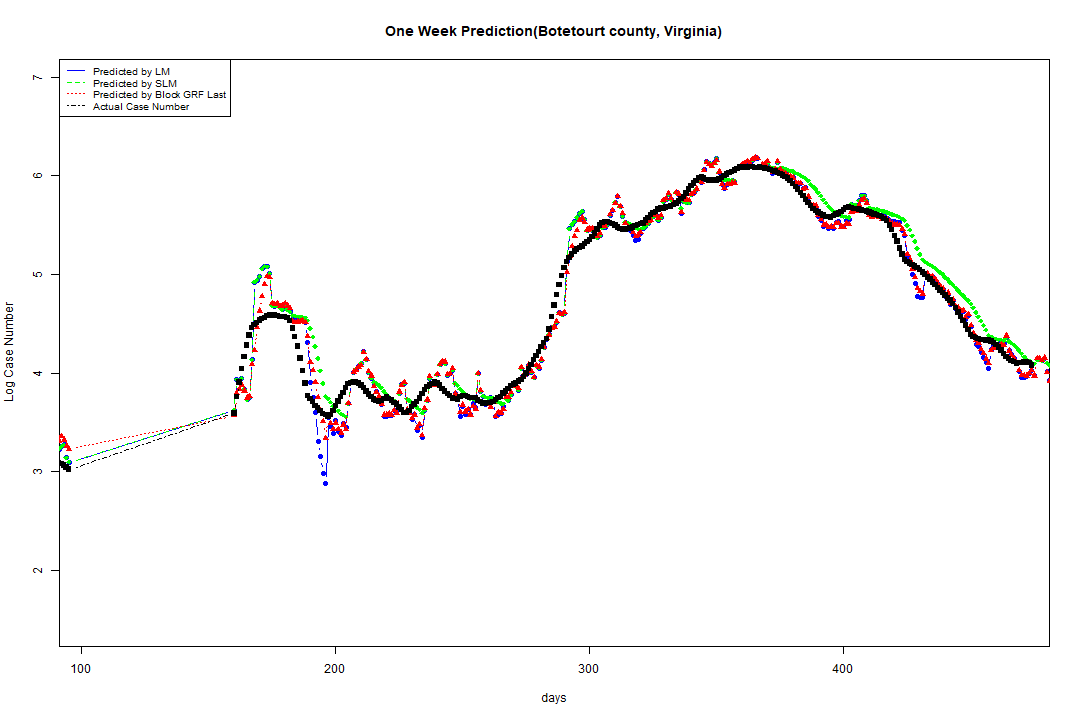 One Week Prediction(Botetourt county, Virginia)
Predicted by LM
Predicted by SLM
Predicted by Block GRF Last
Actual Case Number
7
6
5
4
3
2
Log Case Number
100 200 300 400
days